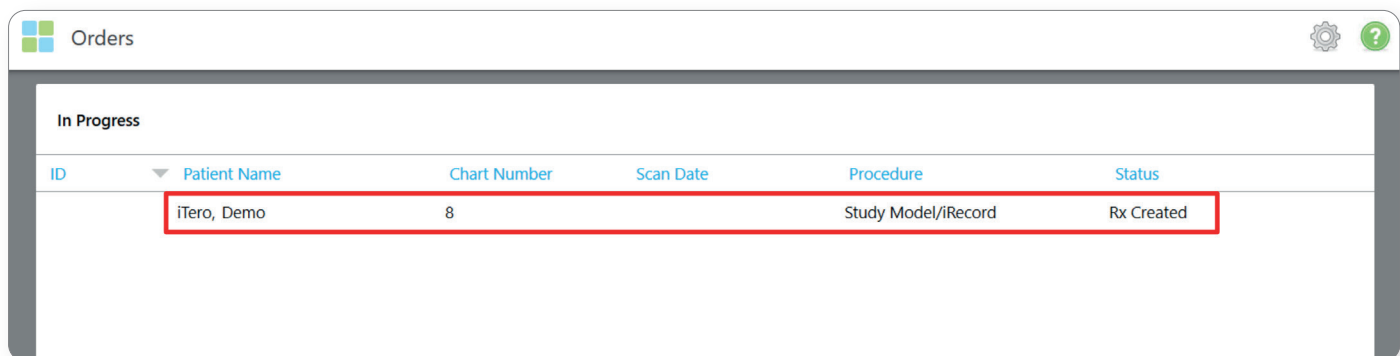 Orders
?
In Progress
ID Patient Name Chart Number Scan Date Procedure Status
iTero, Demo 8 Study Model/iRecord Rx Created